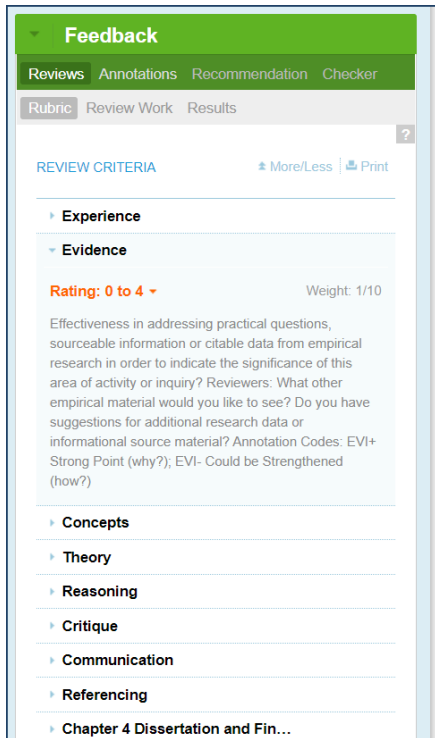 Feedback
Reviews Annotations Recommendation Checker
Rubric Review Work Results
?
REVIEW CRITERIA More/Less Print
Experience
Evidence
Rating: 0 to 4 Weight: 1/10
Effectiveness in addressing practical questions,
sourceable information or citable data from empirical
research in order to indicate the significance of this
area of activity or inquiry? Reviewers: What other
empirical material would you like to see? Do you have
suggestions for additional research data or
informational source material? Annotation Codes: EVI+
Strong Point (why?); EVI- Could be Strengthened
(how?)
Concepts
Theory
Reasoning
Critique
Communication
Referencing
Chapter 4 Dissertation and Fin…